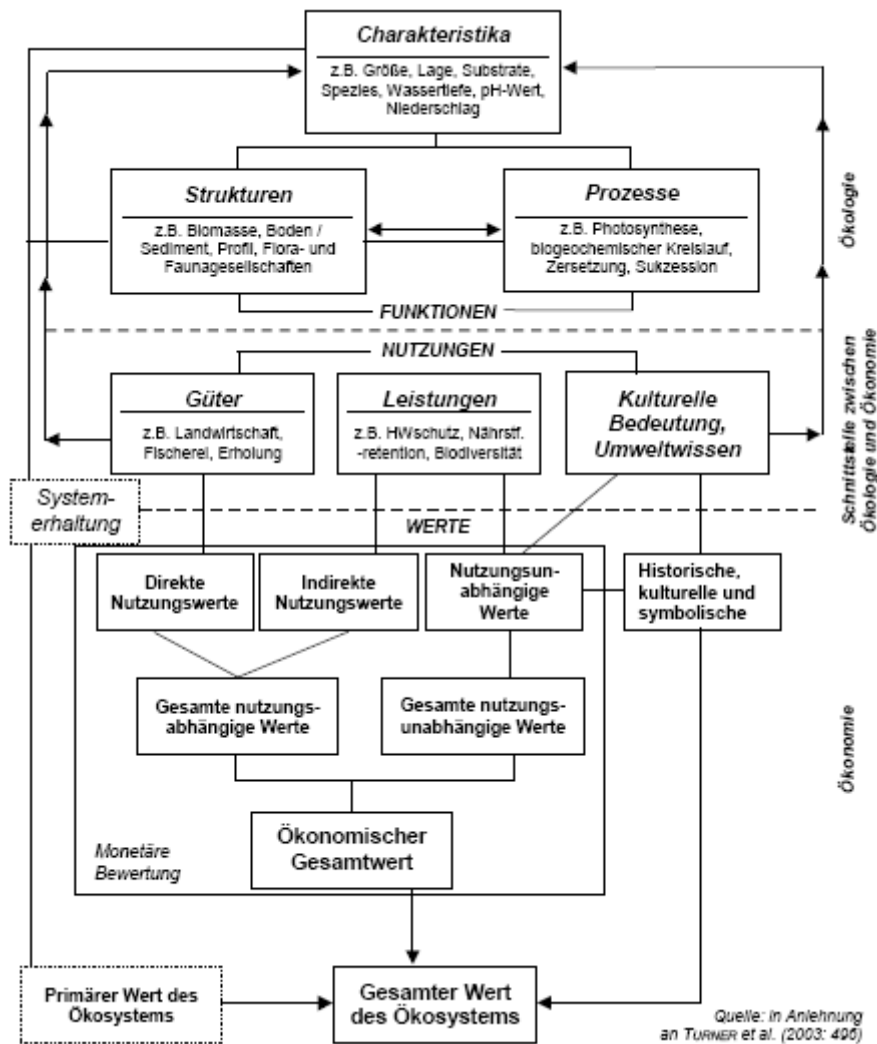 Charakteristika
z.B. Größe, Lage, Substrate,
Spezies, Wassertiefe, pH-Wert,
Niederschlag
Strukturen
z.B. Biomasse, Boden /
Sediment, Profil, Flora- und
Faunagesellschaften
Prozesse
z.B. Photosynthese,
biogeochemischer Kreislauf,
Zersetzung, Sukzession
Ökologie
FUNKTIONEN
NUTZUNGEN
Güter
z.B. Landwirtschaft,
Fischerei, Erholung
Leistungen
z.B. HWschutz, Nährstf.
-retention, Biodiversität
Kulturelle
Bedeutung,
Umweltwissen
Schnittstelle zwischen
Ökologie und Ökonomie
System-
erhaltung
WERTE
Direkte
Nutzungswerte
Indirekte
Nutzungswerte
Nutzungsun-
abhängige
Werte
Historische,
kulturelle und
symbolische
Gesamte nutzungs-
abhängige Werte
Gesamte nutzungs-
unabhängige Werte
Ökonomie
Ökonomischer
Gesamtwert
Monetäre
Bewertung
Primärer Wert des
Ökosystems
Gesamter Wert
des Ökosystems
Quelle: In Anlehnung
an TURNER et al. (2003: 496)